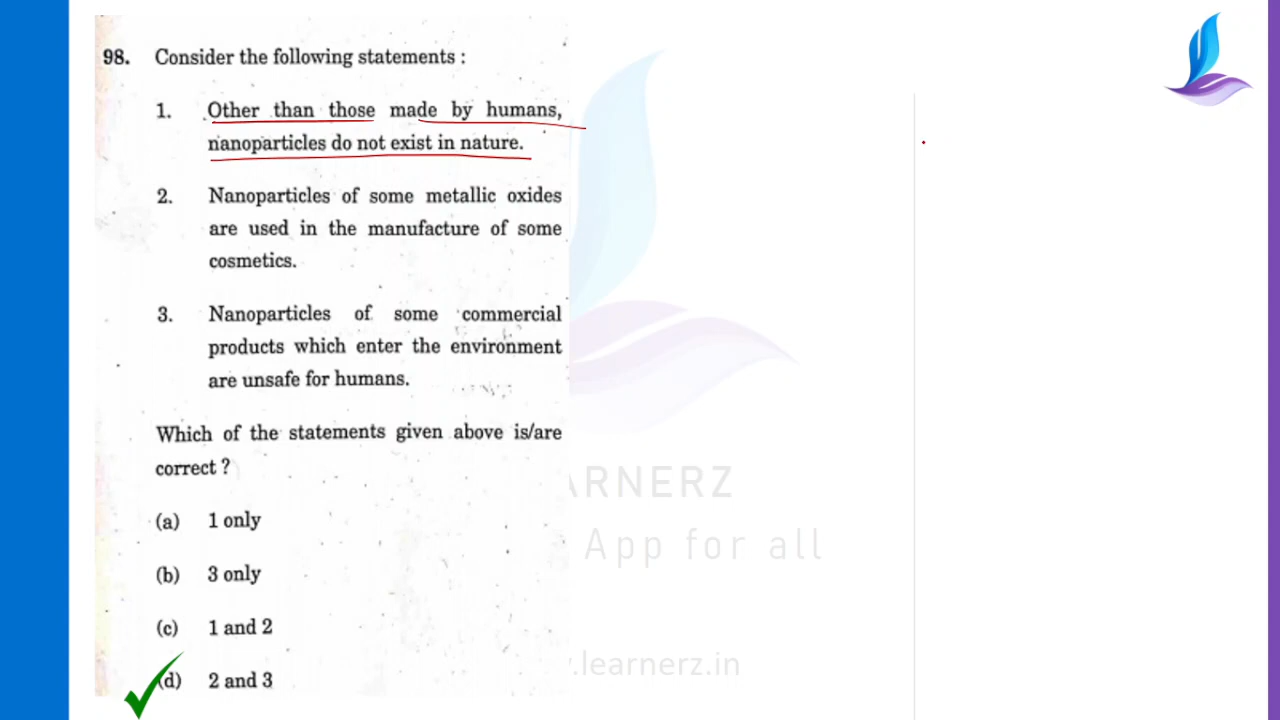 98. Consider the following statements :
1. Other than those made by humans,
nanoparticles do not exist in nature.
2. Nanoparticles of some metallic oxides
are used in the manufacture of some
cosmetics.
3. Nanoparticles of some commercial
products which enter the environment
are unsafe for humans.
Which of the statements given above is/are
correct ?
(a) 1 only
(b) 3 only
(c) 1 and 2
(d) 2 and 3
ARNERZ
App for all
.learnerz.in